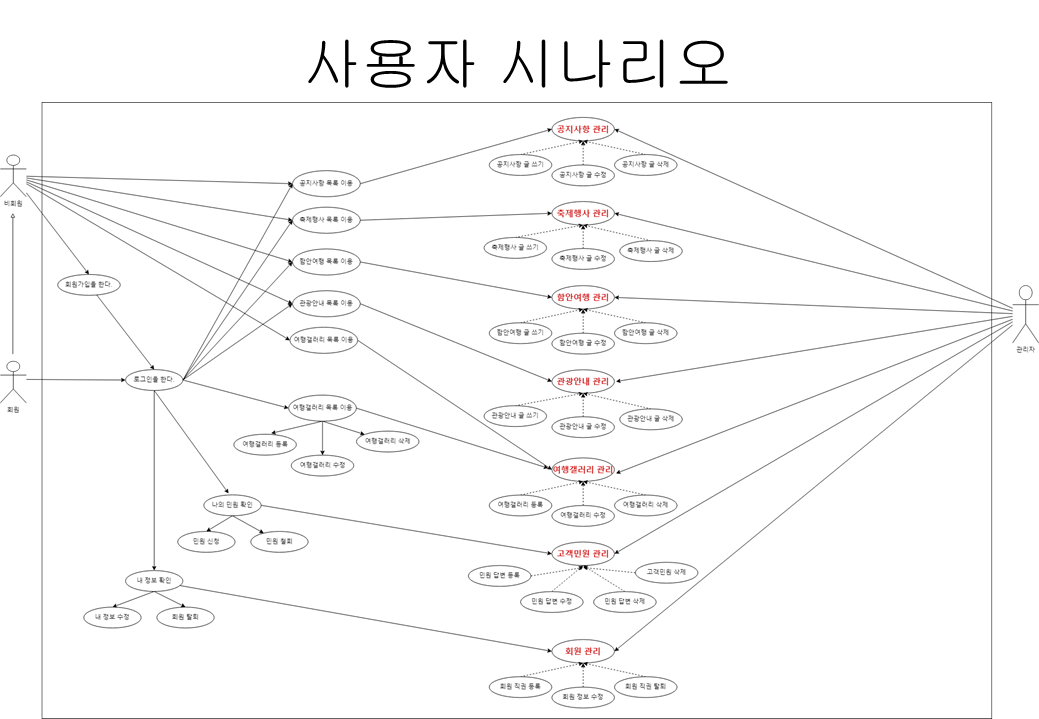 사용자 시나리오
공지사항 관리
공지사항 글 쓰기
공지사항 글 수정
공지사항 글 삭제
비회원
공지사항 목록 이용
축제행사 목록 이용
축제행사 관리
축제행사 글 쓰기
축제행사 글 수정
축제행사 글 삭제
함안여행 목록 이용
회원가입을 한다.
관광안내 목록 이용
함안여행 관리
함안여행 글 쓰기
함안여행 글 수정
함안여행 글 삭제
여행갤러리 목록 이용
관리자
로그인을 한다.
회원
관광안내 관리
관광안내 글 쓰기
관광안내 글 수정
관광안내 글 삭제
여행갤러리 목록 이용
여행갤러리 등록
여행갤러리 수정
여행갤러리 삭제
여행갤러리 관리
여행갤러리 등록
여행갤러리 수정
여행갤러리 삭제
나의 민원 확인
민원 신청
민원 철회
고객민원 관리
민원 답변 등록
민원 답변 수정
민원 답변 삭제
고객민원 삭제
내 정보 확인
내 정보 수정
회원 탈퇴
회원 관리
회원 직권 등록
회원 정보 수정
회원 직권 탈퇴